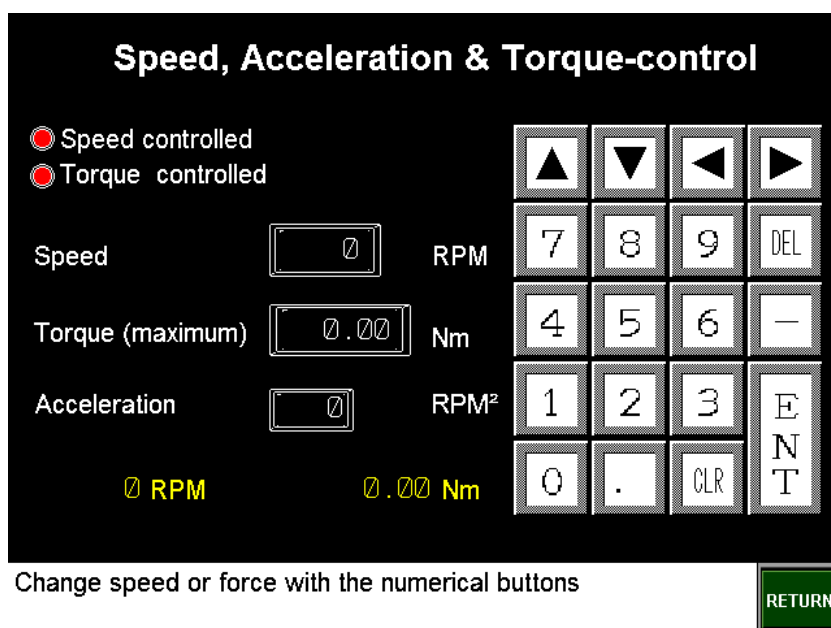 Speed, Acceleration & Torque-control
Speed controlled
Torque controlled
▲ ▼ ◀ ▶
Speed 0 RPM
7 8 9 DEL
Torque (maximum) 0.00 Nm
4 5 6 —
Acceleration 0 RPM²
1 2 3 ENT
0 RPM 0.00 Nm
0 . CLR
Change speed or force with the numerical buttons
RETURN